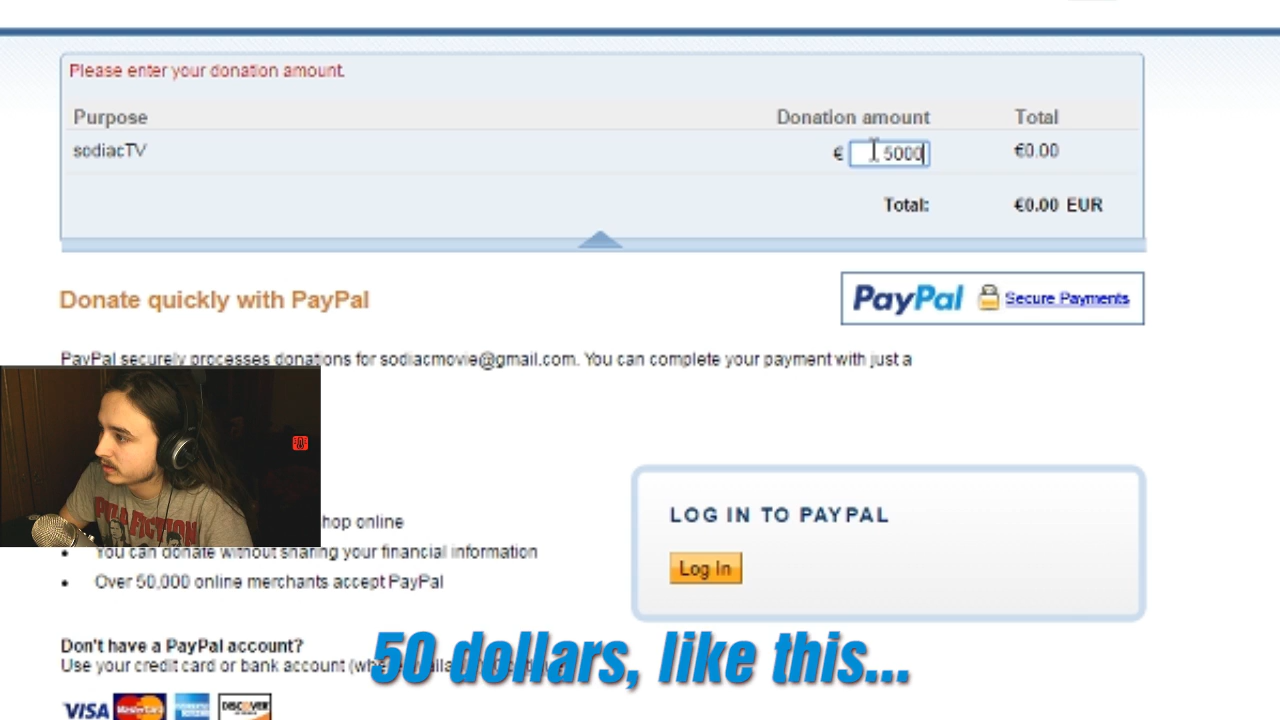 Please enter your donation amount.
Purpose Donation amount Total
sodiacTV € 5000 €0.00
Total: €0.00 EUR
Donate quickly with PayPal
PayPal Secure Payments
PayPal securely processes donations for sodiacmovie@gmail.com. You can complete your payment with just a
hop online
You can donate without sharing your financial information
Over 50,000 online merchants accept PayPal
LOG IN TO PAYPAL
Log In
FICTION
Don't have a PayPal account?
Use your credit card or bank account
50 dollars, like this...
VISA MasterCard DISCOVER